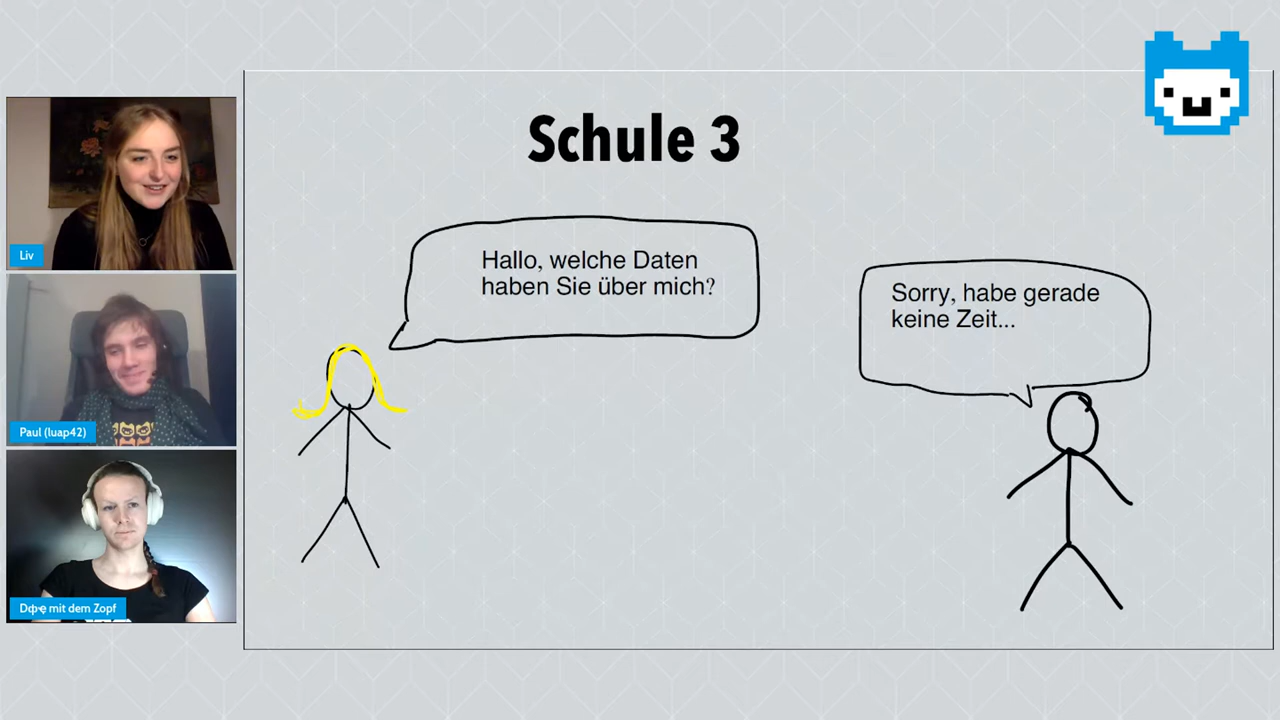 Schule 3
Hallo, welche Daten
haben Sie über mich?
Sorry, habe gerade
keine Zeit...
Liv
Paul (luap42)
Dфę mit dem Zopf